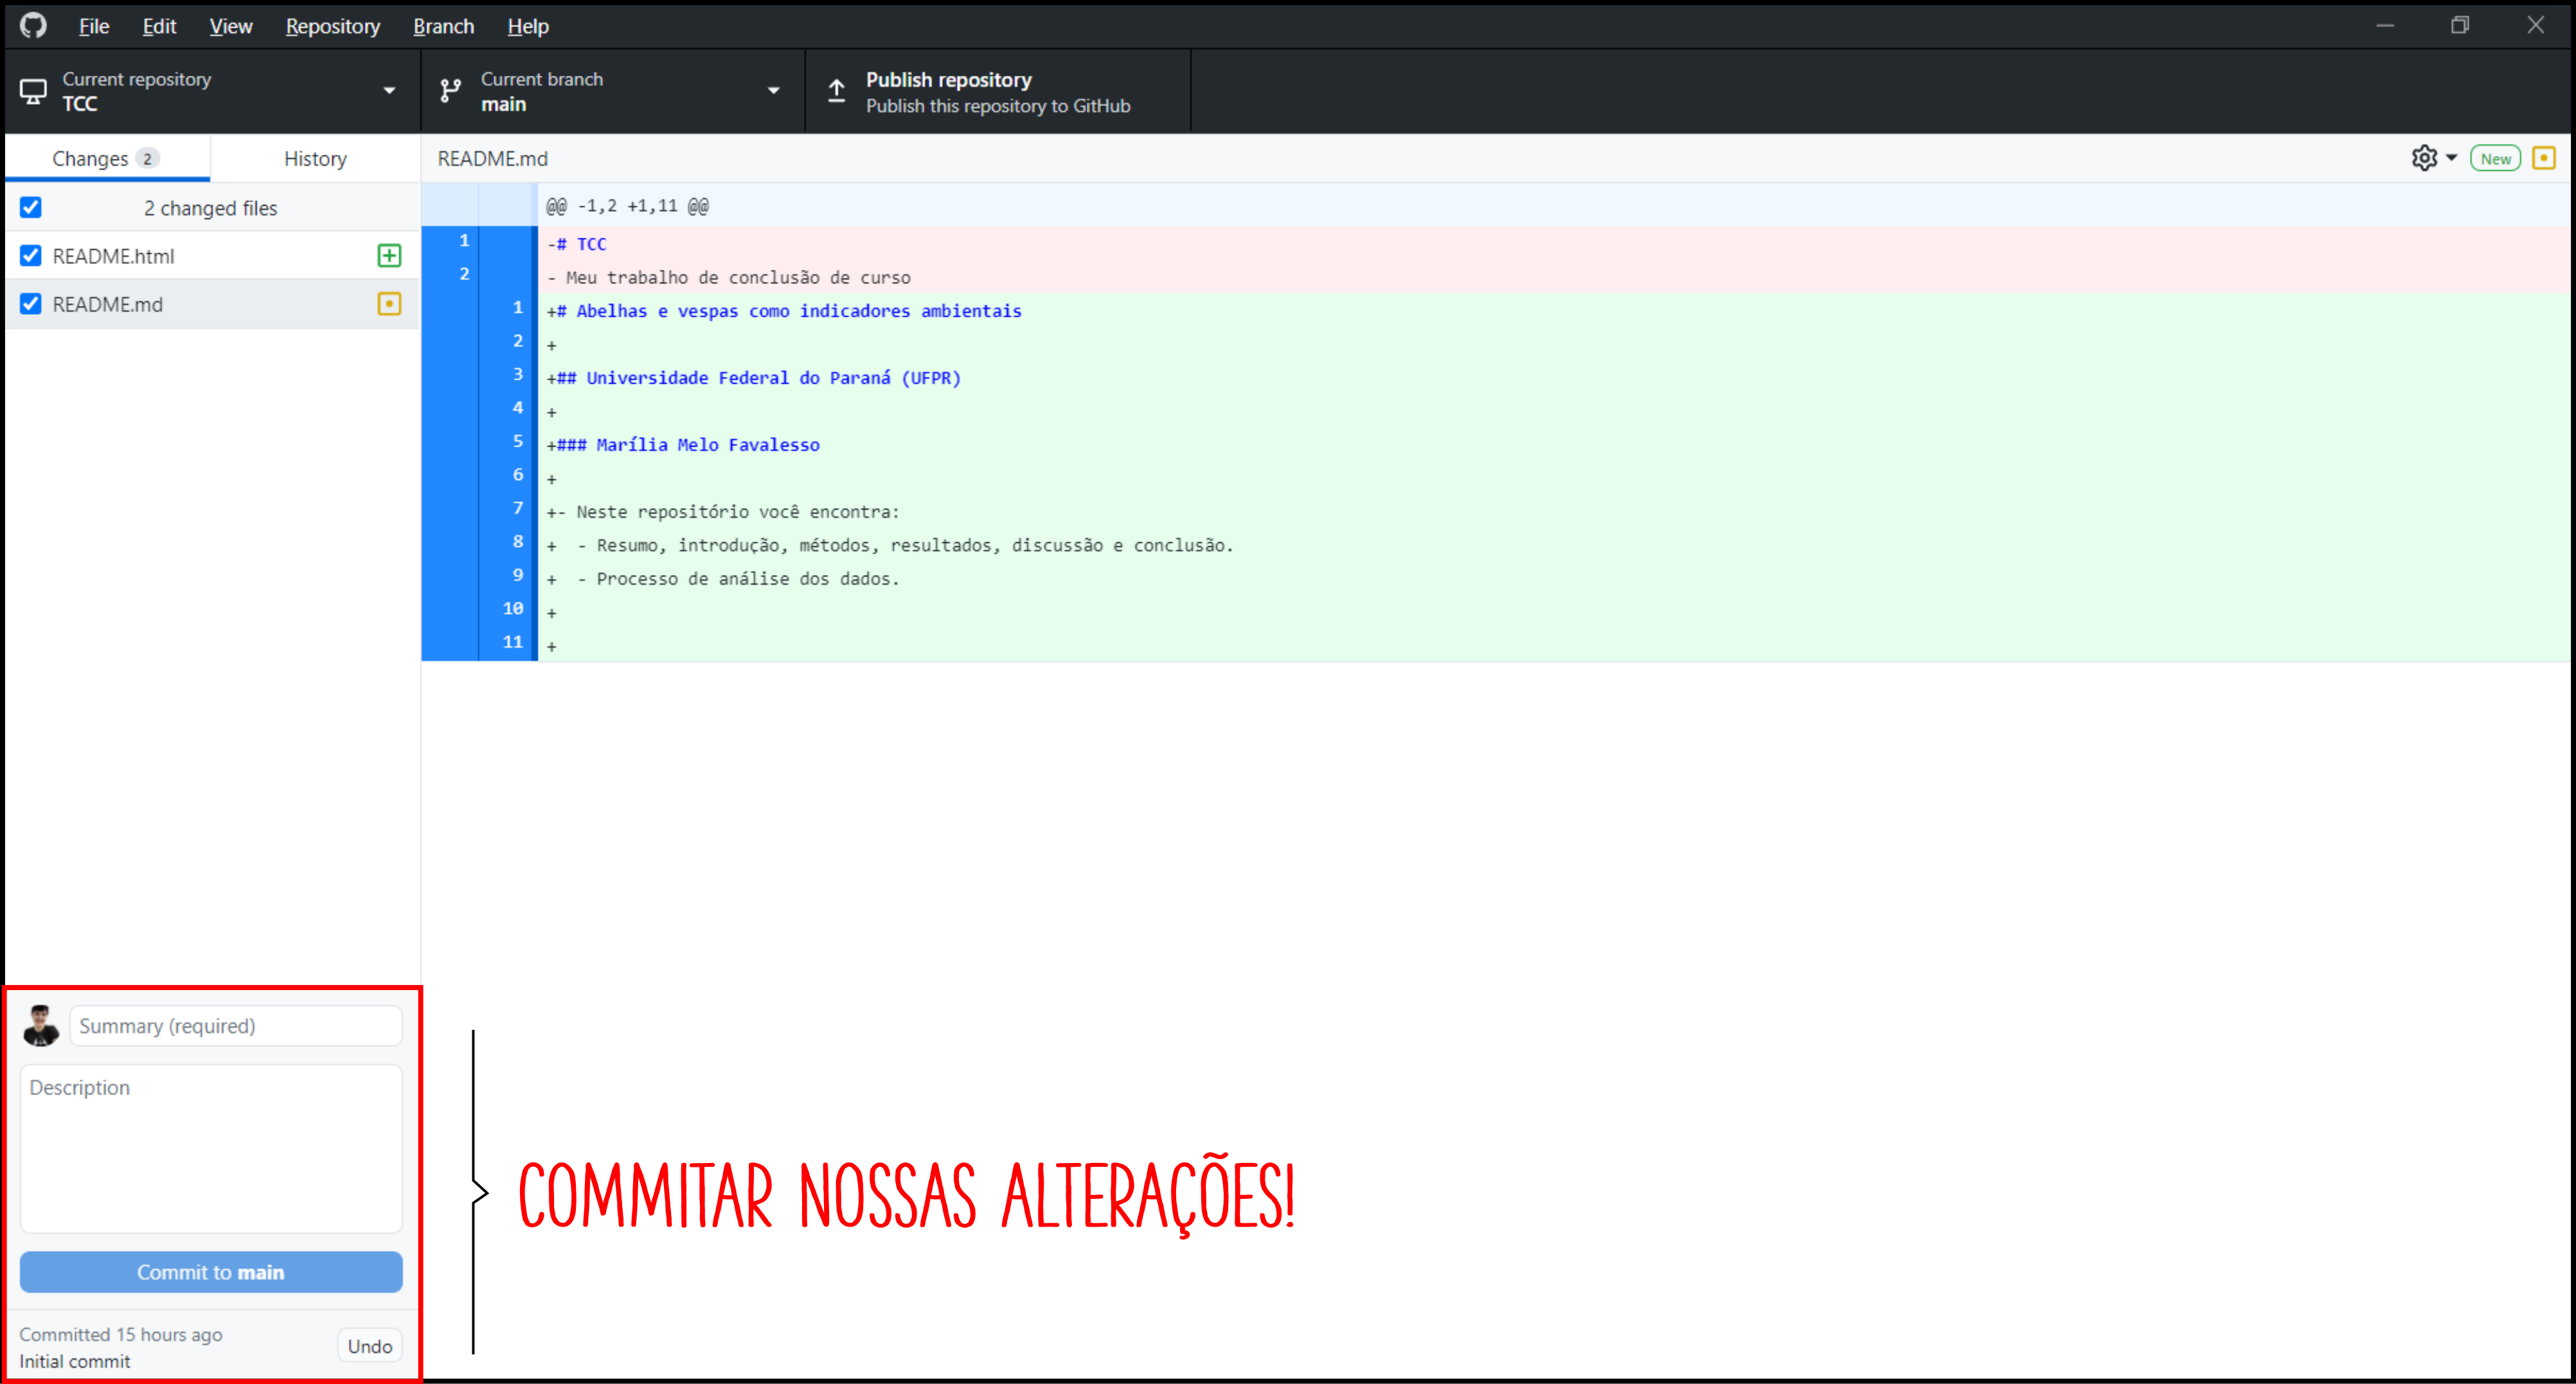 File Edit View Repository Branch Help
Current repository
TCC
Current branch
main
Publish repository
Publish this repository to GitHub
Changes 2 History
README.md
New
2 changed files
README.html
README.md
@@ -1,2 +1,11 @@
1 -# TCC
2 - Meu trabalho de conclusão de curso
1 +# Abelhas e vespas como indicadores ambientais
2 +
3 +## Universidade Federal do Paraná (UFPR)
4 +
5 +### Marília Melo Favalesso
6 +
7 +- Neste repositório você encontra:
8 +  - Resumo, introdução, métodos, resultados, discussão e conclusão.
9 +  - Processo de análise dos dados.
10 +
11 +
Summary (required)
Description
Commit to main
Committed 15 hours ago
Initial commit
Undo
COMMITAR NOSSAS ALTERAÇÕES!